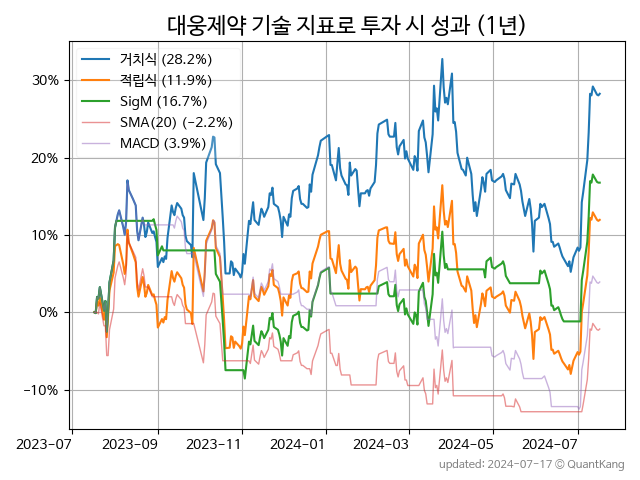 대웅제약 기술 지표로 투자 시 성과 (1년)
거치식 (28.2%)
적립식 (11.9%)
SigM (16.7%)
SMA(20) (−2.2%)
MACD (3.9%)
30%
20%
10%
0%
−10%
2023-07 2023-09 2023-11 2024-01 2024-03 2024-05 2024-07
updated: 2024-07-17 © QuantKang